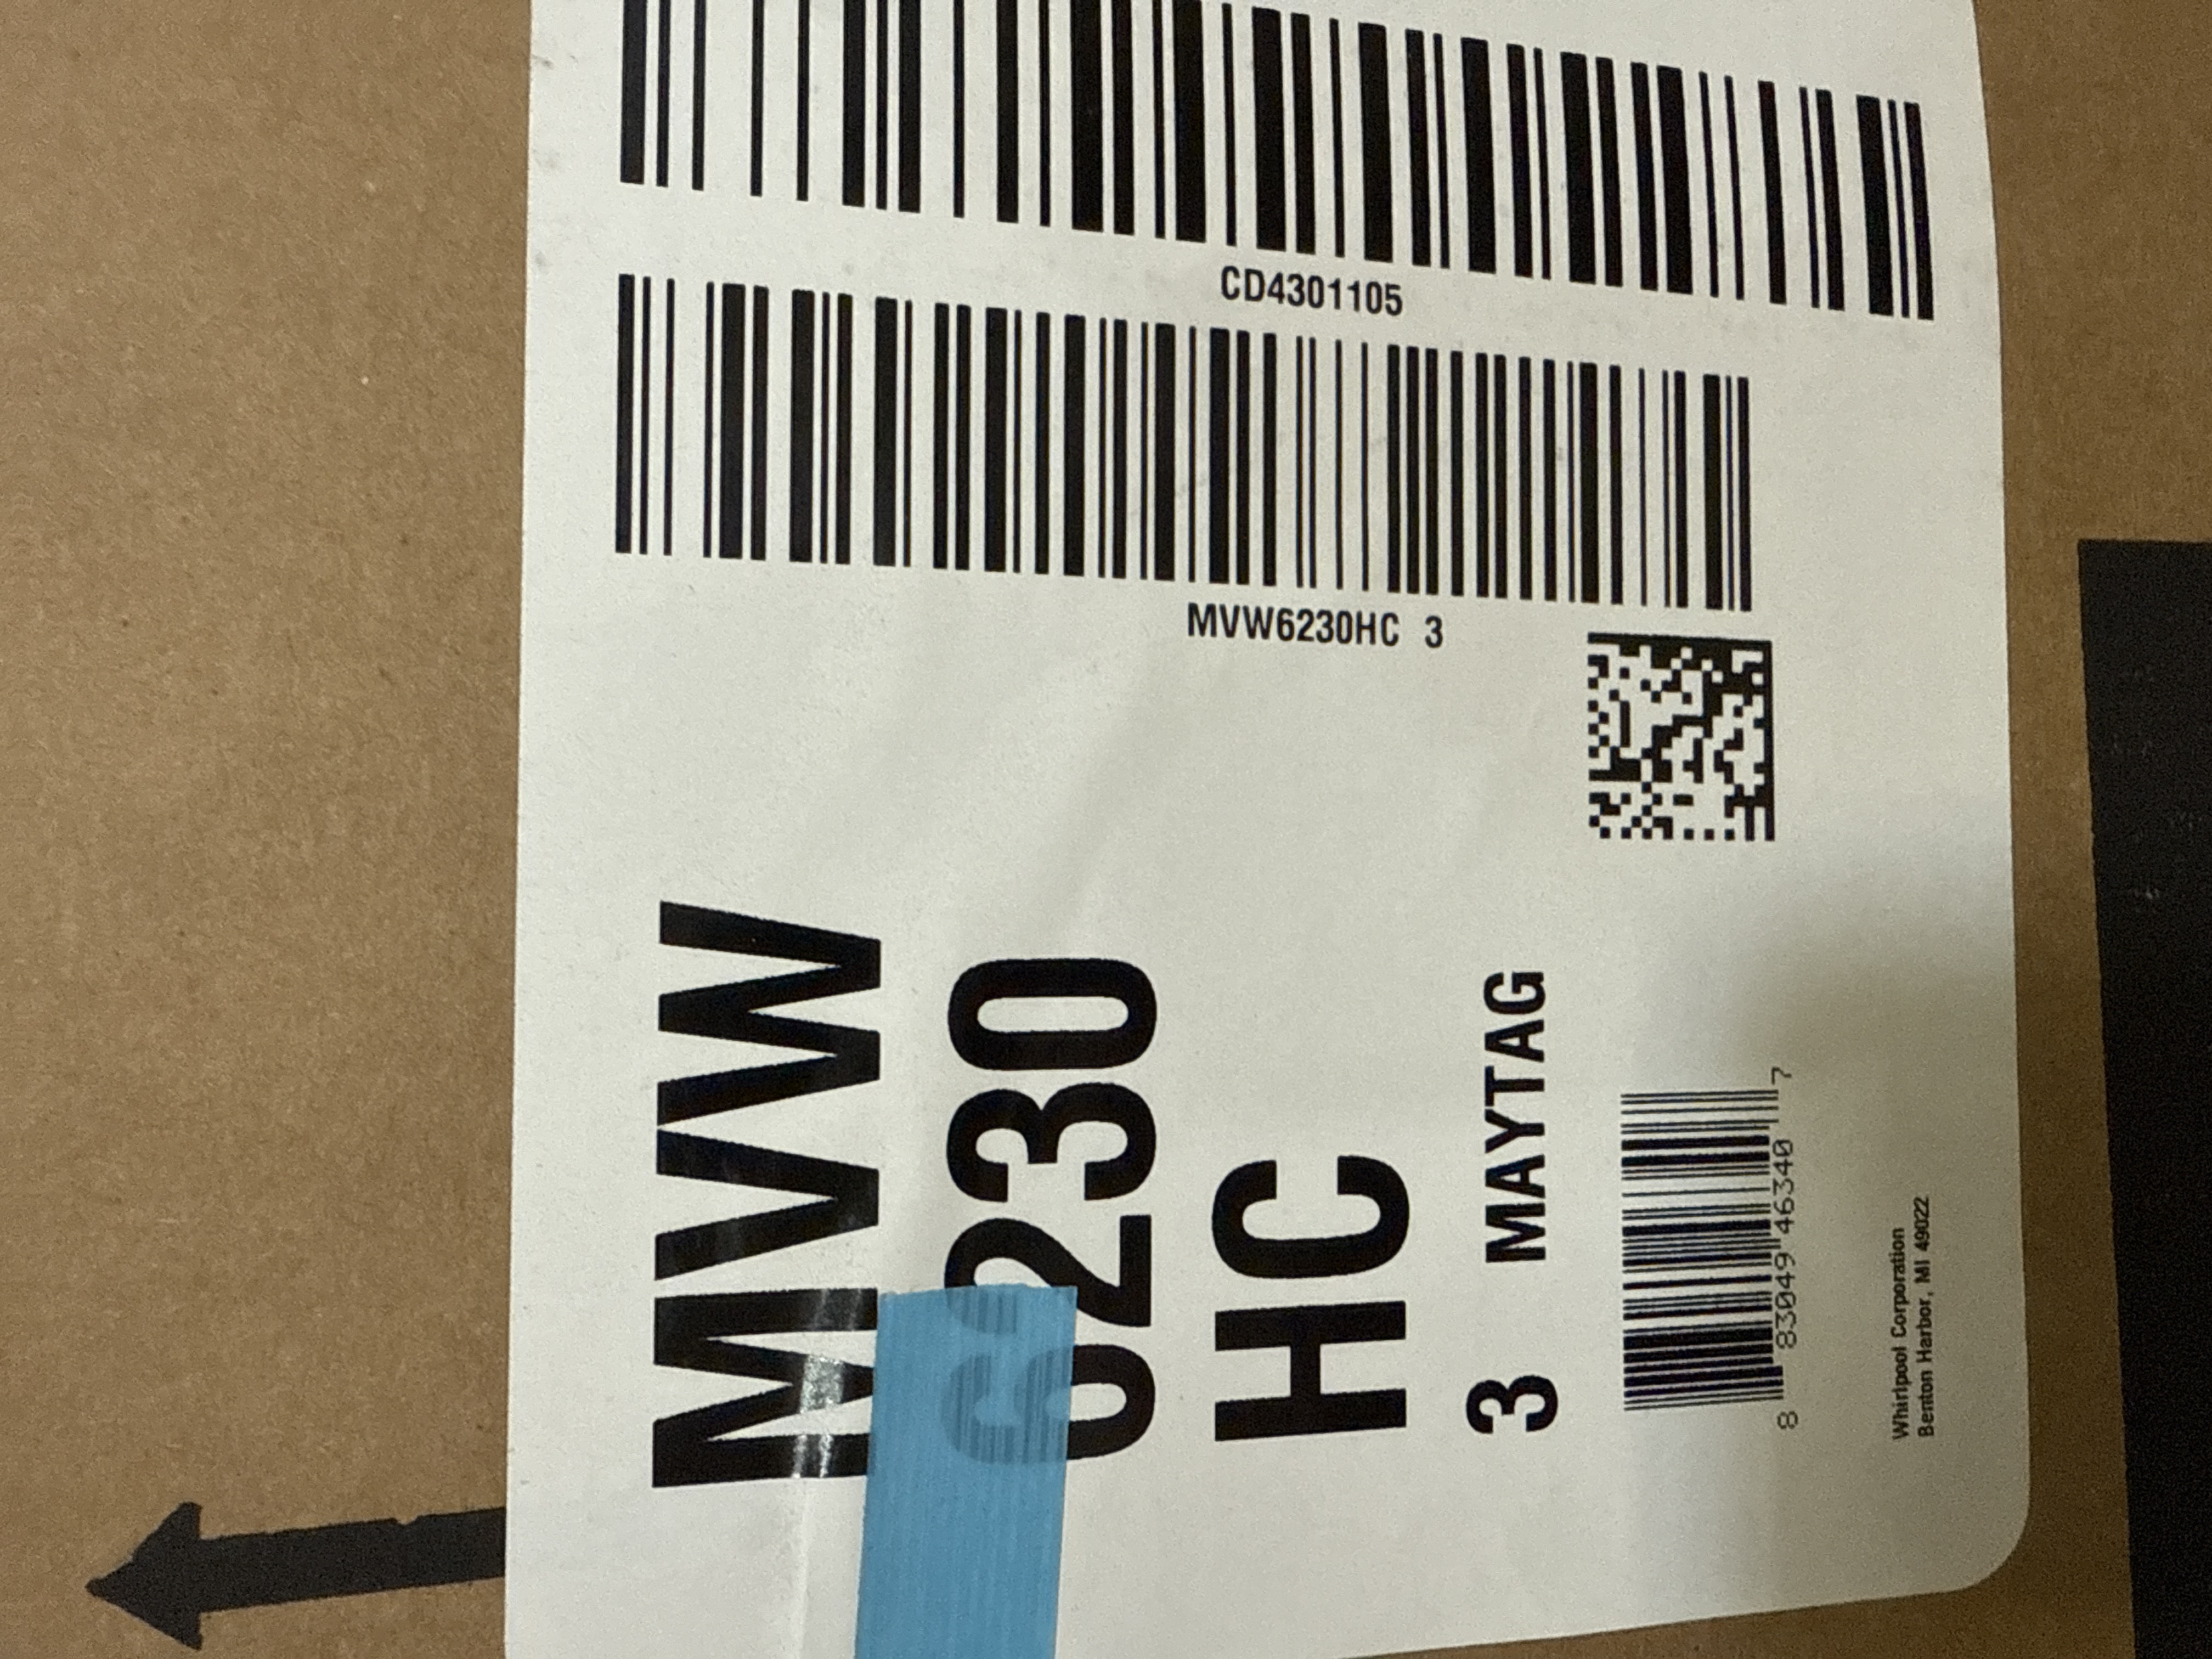 CD4301105
MVW6230HC 3
MVW
6230
HC
3 MAYTAG
8 83049 46340 7
Whirlpool Corporation
Benton Harbor, MI 49022